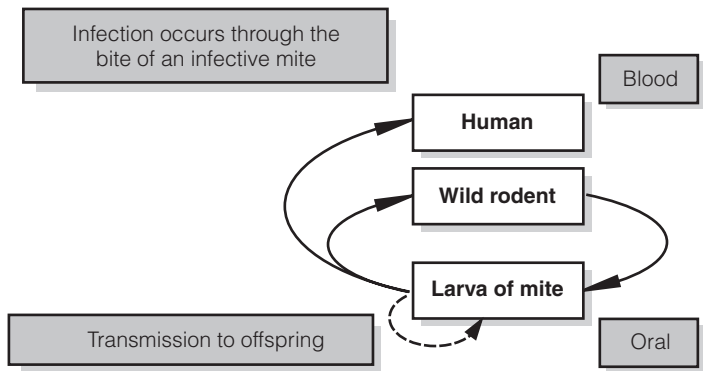 Infection occurs through the
bite of an infective mite
Blood
Human
Wild rodent
Larva of mite
Transmission to offspring
Oral